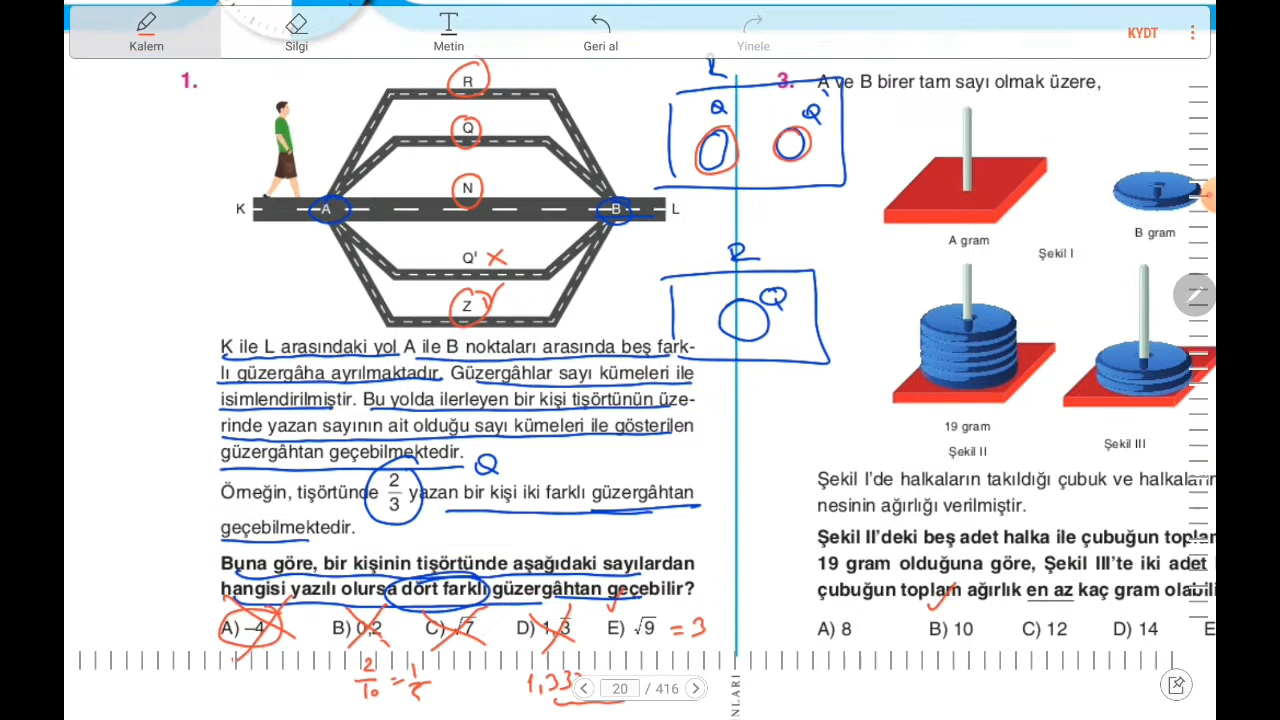 Kalem
Silgi
Metin
Geri al
Yinele
KYDT
1.
R
Q
N
K
A
B
L
Q'
Z
R
Q
Q'
R
Q
K ile L arasındaki yol A ile B noktaları arasında beş fark-
lı güzergâha ayrılmaktadır. Güzergâhlar sayı kümeleri ile
isimlendirilmiştir. Bu yolda ilerleyen bir kişi tişörtünün üze-
rinde yazan sayının ait olduğu sayı kümeleri ile gösterilen
güzergâhtan geçebilmektedir.
Q
Örneğin, tişörtünde 2/3 yazan bir kişi iki farklı güzergâhtan
geçebilmektedir.
Buna göre, bir kişinin tişörtünde aşağıdaki sayılardan
hangisi yazılı olursa dört farklı güzergâhtan geçebilir?
A) –4 B) 0,2 C) √7 D) 1,3̅ E) √9 = 3
2/10 = 1/5
1,333
3. A ve B birer tam sayı olmak üzere,
A gram
B gram
Şekil I
19 gram
Şekil II
Şekil III
Şekil I'de halkaların takıldığı çubuk ve halkaların
nesinin ağırlığı verilmiştir.
Şekil II'deki beş adet halka ile çubuğun toplam
19 gram olduğuna göre, Şekil III'te iki adet
çubuğun toplam ağırlık en az kaç gram olabili
A) 8 B) 10 C) 12 D) 14 E
20 / 416
NLARI